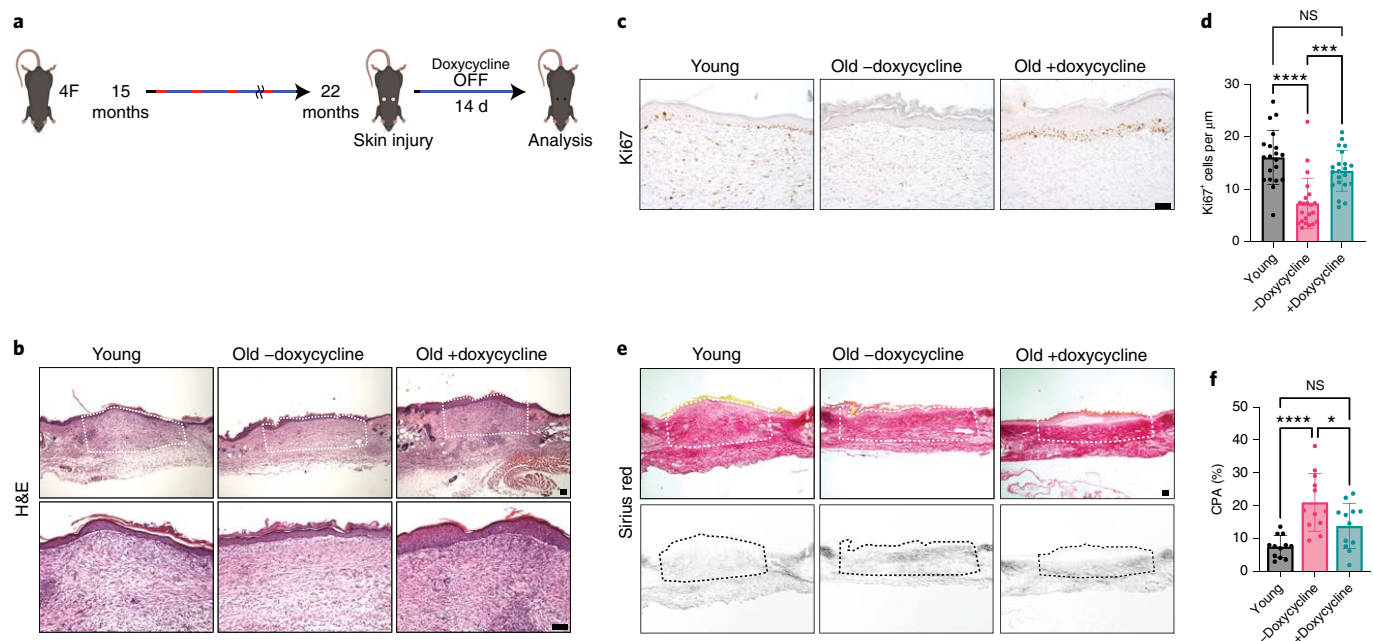 a
4F
15
months
22
months
Skin injury
Doxycycline
OFF
14 d
Analysis
b
Young
Old –doxycycline
Old +doxycycline
H&E
c
Young
Old –doxycycline
Old +doxycycline
Ki67
d
NS
***
****
30
20
10
0
Ki67+ cells per μm
Young
–Doxycycline
+Doxycycline
e
Young
Old –doxycycline
Old +doxycycline
Sirius red
f
NS
**** *
50
40
30
20
10
0
CPA (%)
Young
–Doxycycline
+Doxycycline